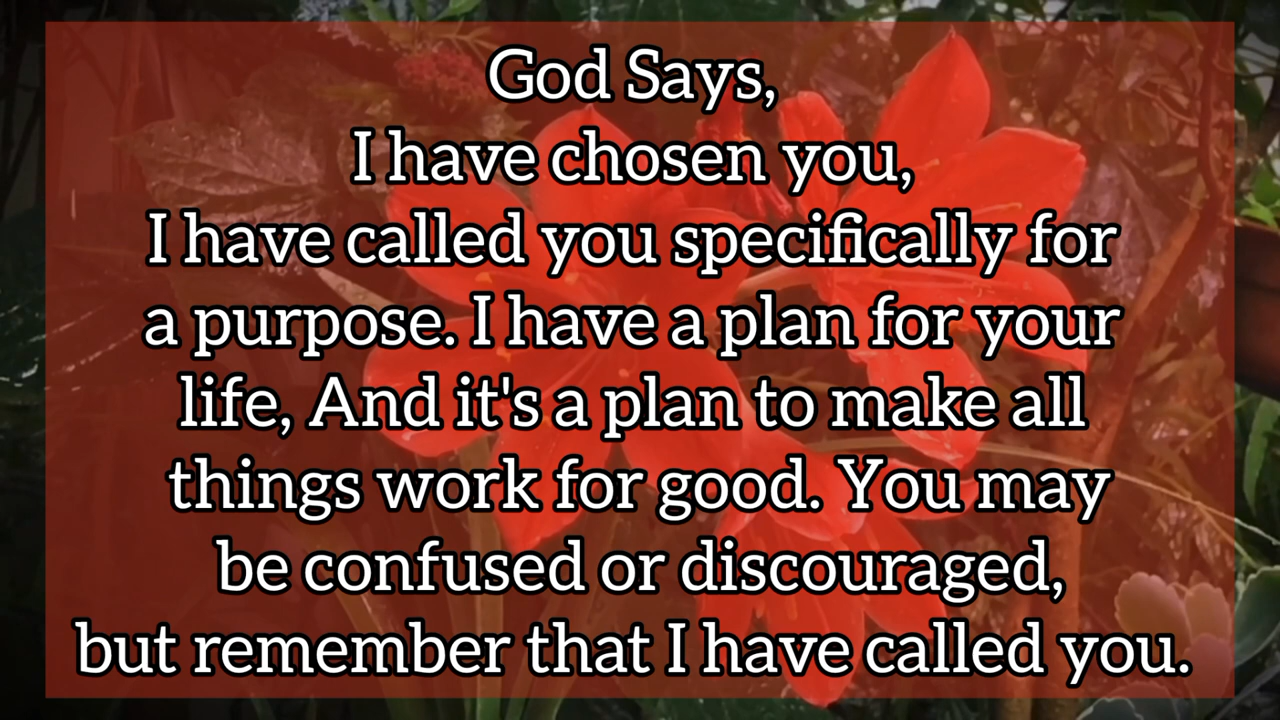 God Says,
I have chosen you,
I have called you specifically for
a purpose. I have a plan for your
life, And it's a plan to make all
things work for good. You may
be confused or discouraged,
but remember that I have called you.